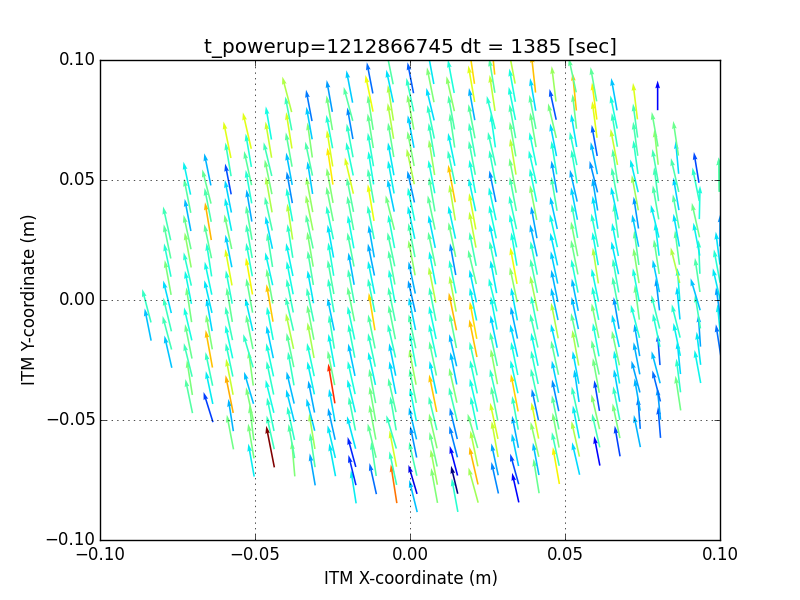 t_powerup=1212866745 dt = 1385 [sec]
0.10
0.05
0.00
−0.05
−0.10
ITM Y-coordinate (m)
−0.10 −0.05 0.00 0.05 0.10
ITM X-coordinate (m)